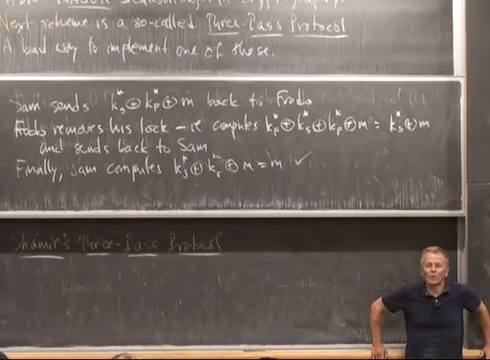 Next scheme is a so-called Three-Pass Protocol
A bad way to implement one of these:
Sam sends k*s ⊕ k*F ⊕ m back to Frodo
Frodo removes his lock – ie computes k*F ⊕ k*s ⊕ k*F ⊕ m = k*s ⊕ m
and sends back to Sam
Finally, Sam computes k*s ⊕ k*s ⊕ m = m ✓
Shamir's Three-Pass Protocol